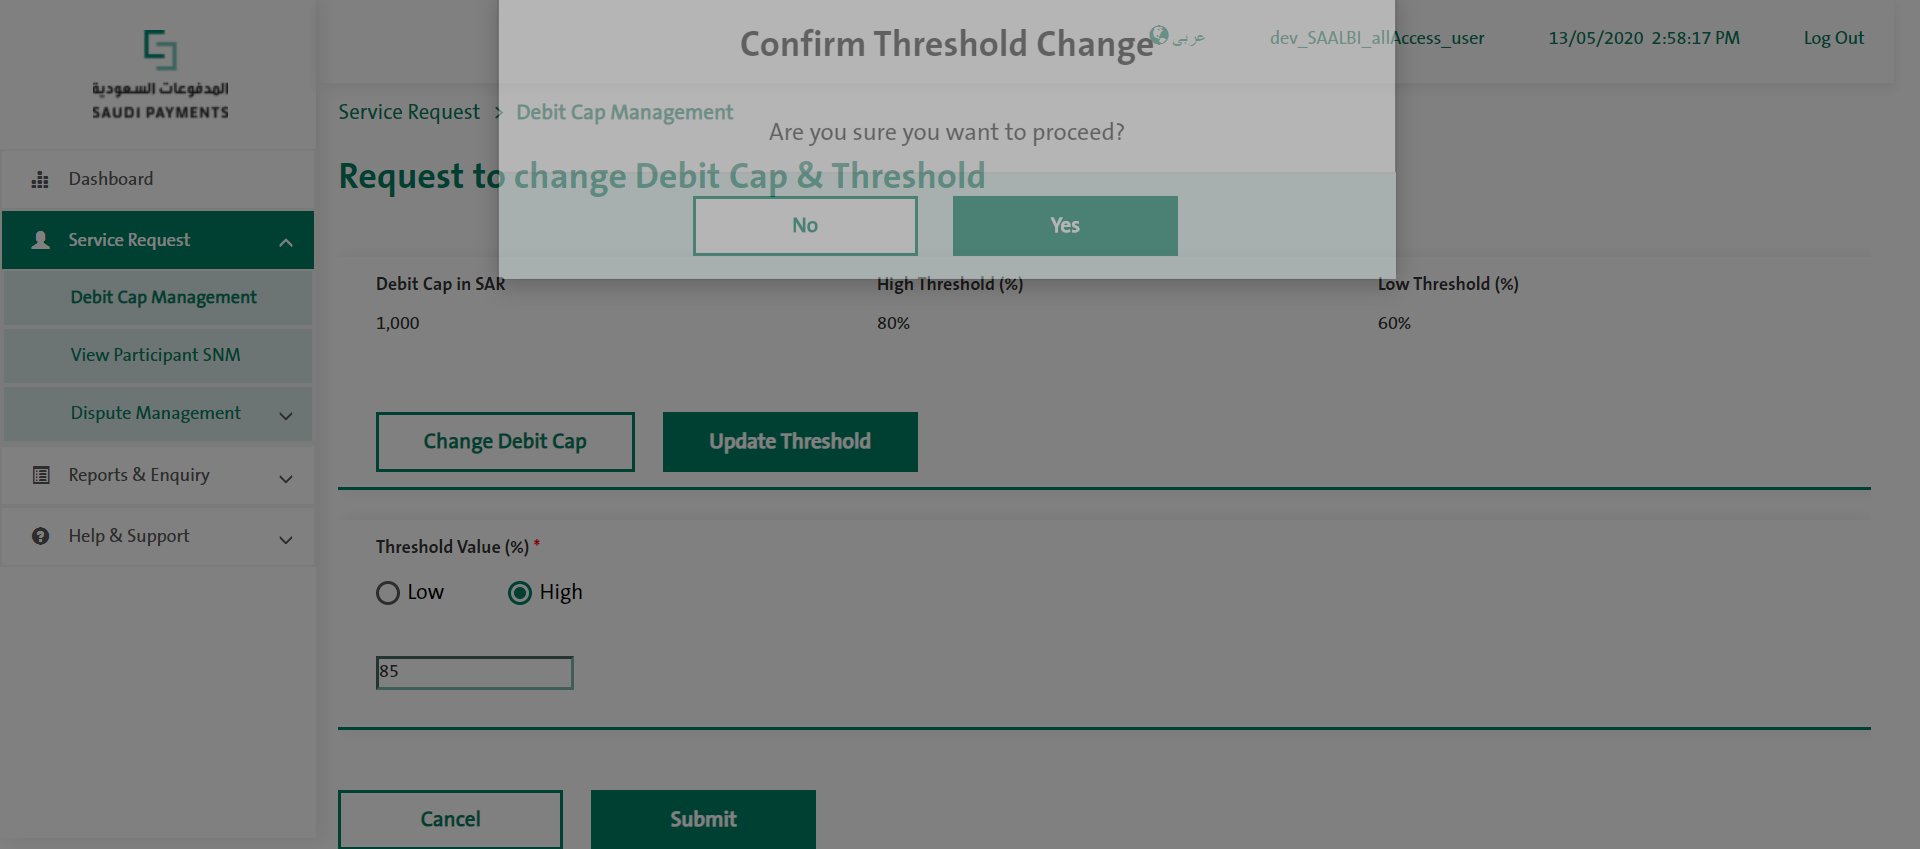 المدفوعات السعودية
SAUDI PAYMENTS
Dashboard
Service Request
Debit Cap Management
View Participant SNM
Dispute Management
Reports & Enquiry
Help & Support
عربي
dev_SAALBI_allAccess_user
13/05/2020 2:58:17 PM
Log Out
Confirm Threshold Change
Are you sure you want to proceed?
No
Yes
Service Request > Debit Cap Management
Request to change Debit Cap & Threshold
Debit Cap in SAR
High Threshold (%)
Low Threshold (%)
1,000
80%
60%
Change Debit Cap
Update Threshold
Threshold Value (%) *
Low
High
85
Cancel
Submit